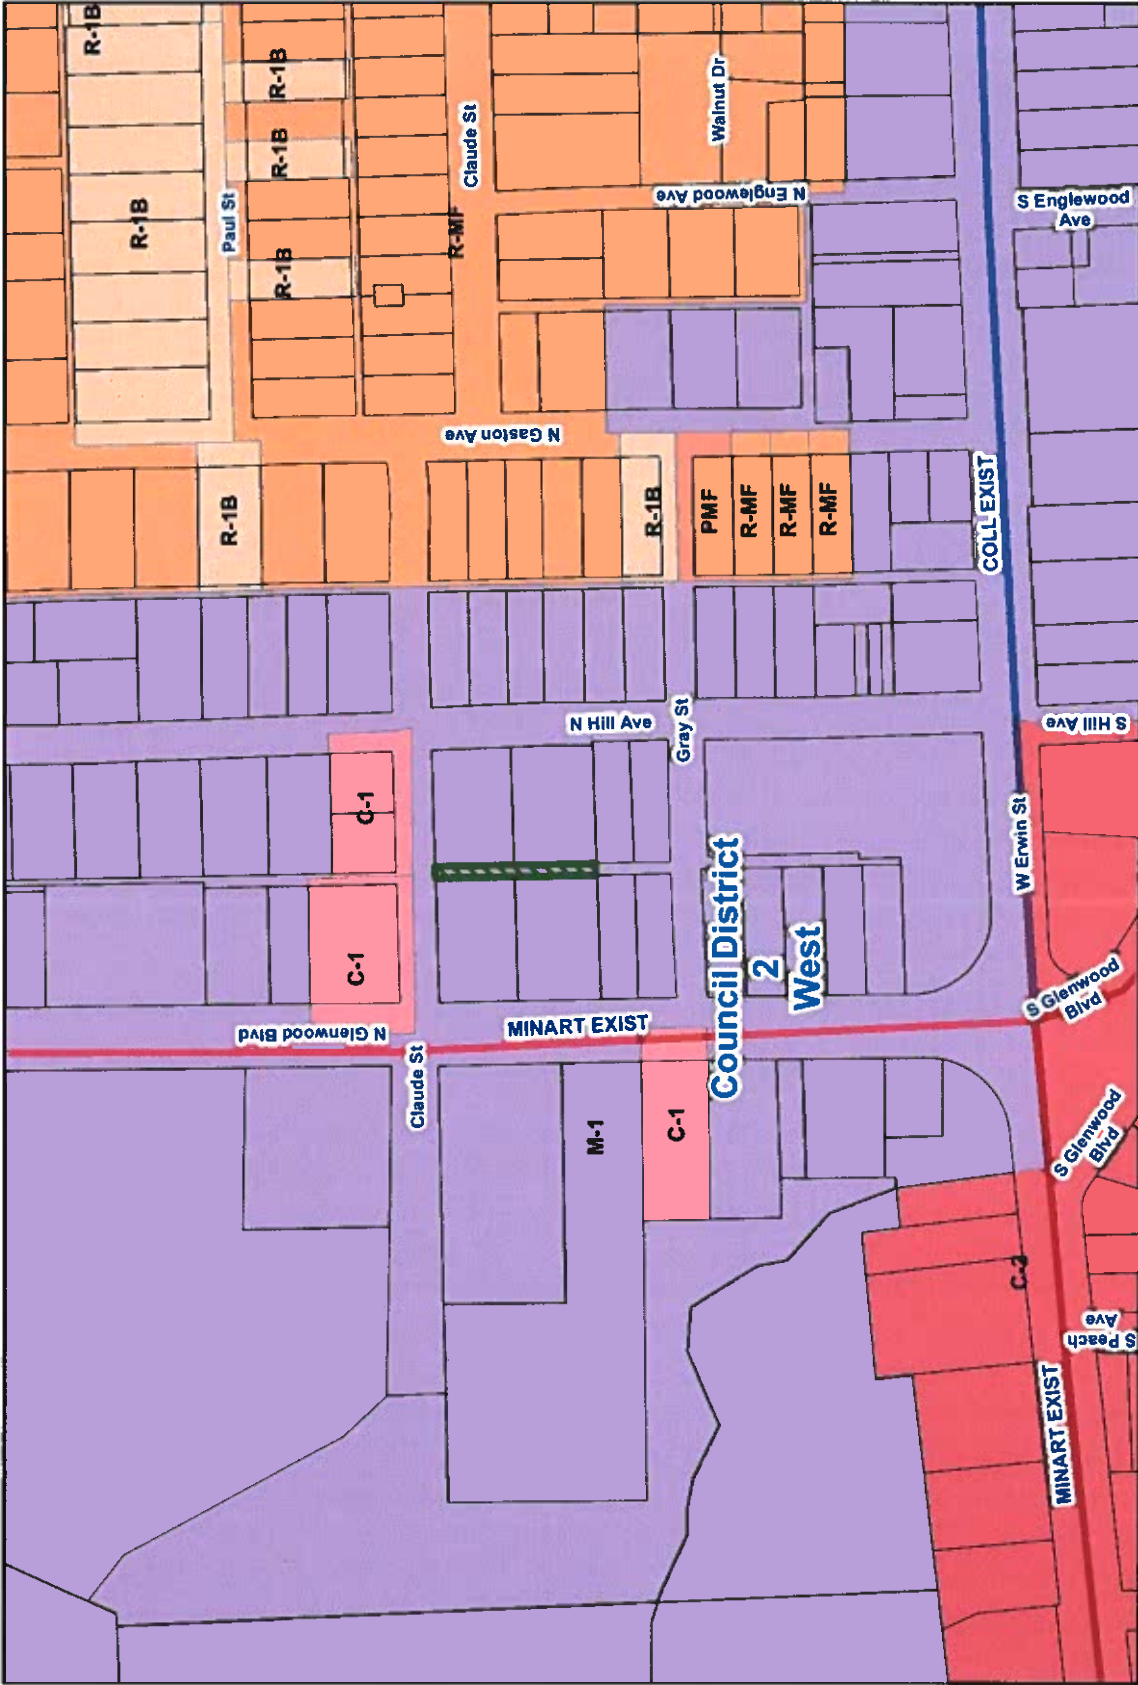 R-1B
R-1B
R-1B
R-1B
Paul St
R-1B
Claude St
R-MF
Walnut Dr
N Englewood Ave
S Englewood
Ave
N Gaston Ave
R-1B
R-1B
PMF
R-MF
R-MF
R-MF
COLL EXIST
N Hill Ave
Gray St
S Hill Ave
C-1
C-1
W Erwin St
Council District
2
West
N Glenwood Blvd
MINART EXIST
S Glenwood
Blvd
Claude St
M-1
C-1
S Glenwood
Blvd
C-2
S Peach
Ave
MINART EXIST